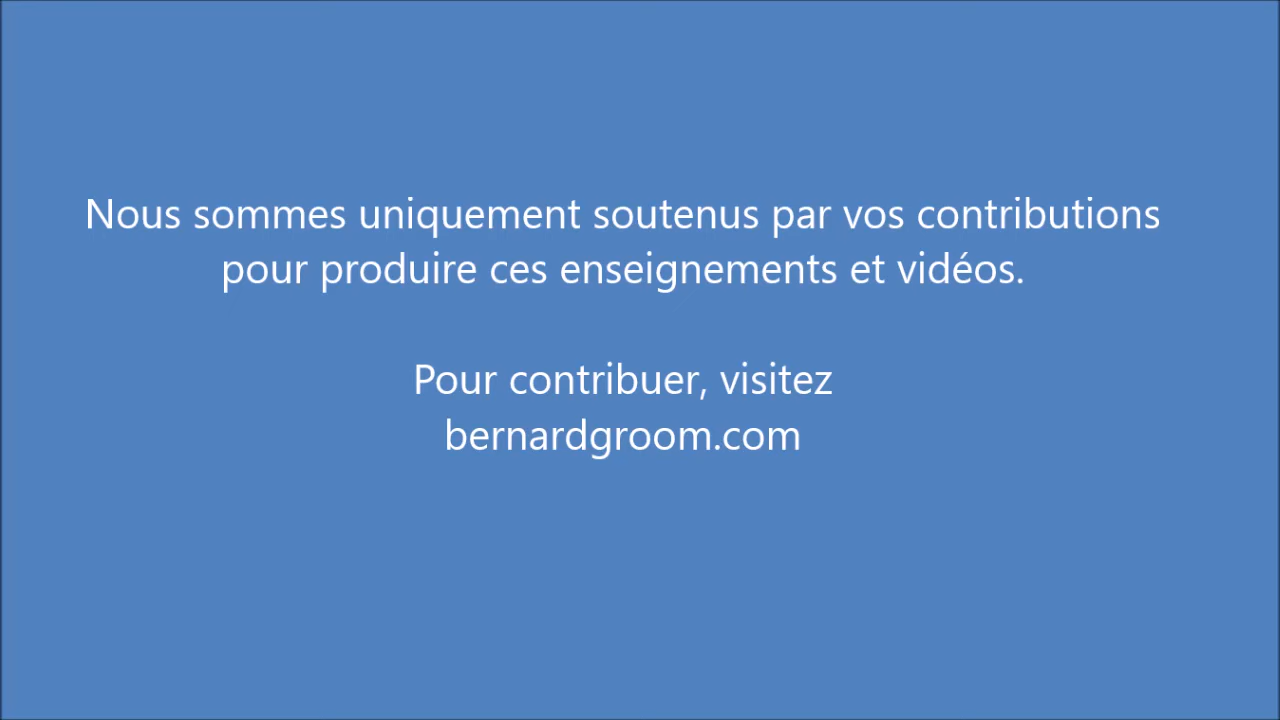 Nous sommes uniquement soutenus par vos contributions
pour produire ces enseignements et vidéos.
Pour contribuer, visitez
bernardgroom.com